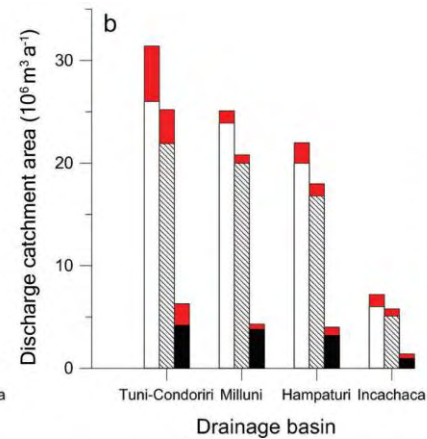 b
Discharge catchment area (10⁶ m³ a⁻¹)
30
20
10
0
a
Tuni-Condoriri Milluni Hampaturi Incachaca
Drainage basin